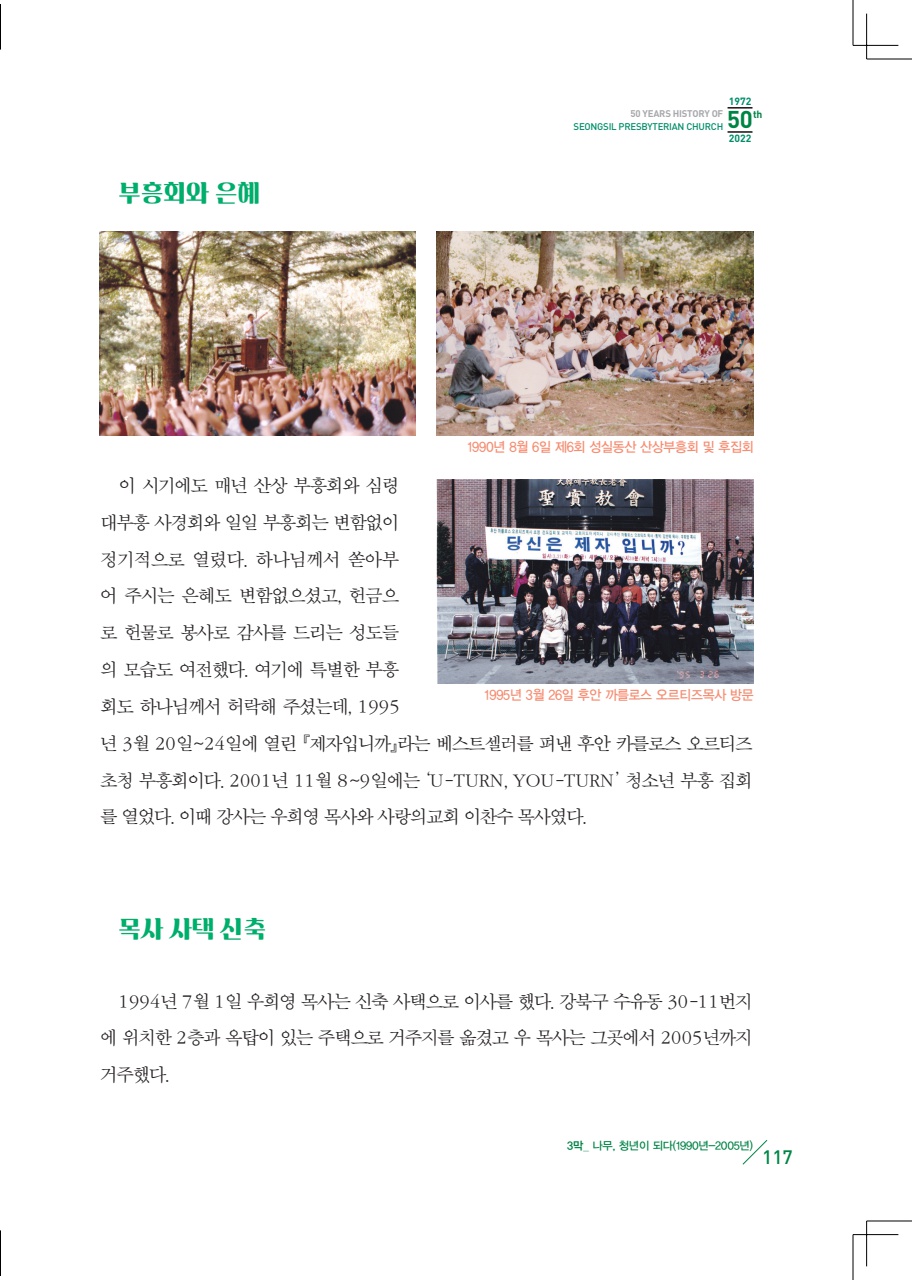 50 YEARS HISTORY OF
SEONGSIL PRESBYTERIAN CHURCH
1972
50th
2022
부흥회와 은혜
1990년 8월 6일 제6회 성실동산 산상부흥회 및 후집회
이 시기에도 매년 산상 부흥회와 심령
대부흥 사경회와 일일 부흥회는 변함없이
정기적으로 열렸다. 하나님께서 쏟아부
어 주시는 은혜도 변함없으셨고, 헌금으
로 헌물로 봉사로 감사를 드리는 성도들
의 모습도 여전했다. 여기에 특별한 부흥
회도 하나님께서 허락해 주셨는데, 1995
大韓예수敎長老會
聖實敎會
당신은 제자 입니까?
'95 3.26
1995년 3월 26일 후안 까를로스 오르티즈목사 방문
년 3월 20일~24일에 열린 『제자입니까』라는 베스트셀러를 펴낸 후안 카를로스 오르티즈
초청 부흥회이다. 2001년 11월 8~9일에는 ‘U-TURN, YOU-TURN’ 청소년 부흥 집회
를 열었다. 이때 강사는 우희영 목사와 사랑의교회 이찬수 목사였다.
목사 사택 신축
1994년 7월 1일 우희영 목사는 신축 사택으로 이사를 했다. 강북구 수유동 30-11번지
에 위치한 2층과 옥탑이 있는 주택으로 거주지를 옮겼고 우 목사는 그곳에서 2005년까지
거주했다.
3막_ 나무, 청년이 되다(1990년-2005년)
117